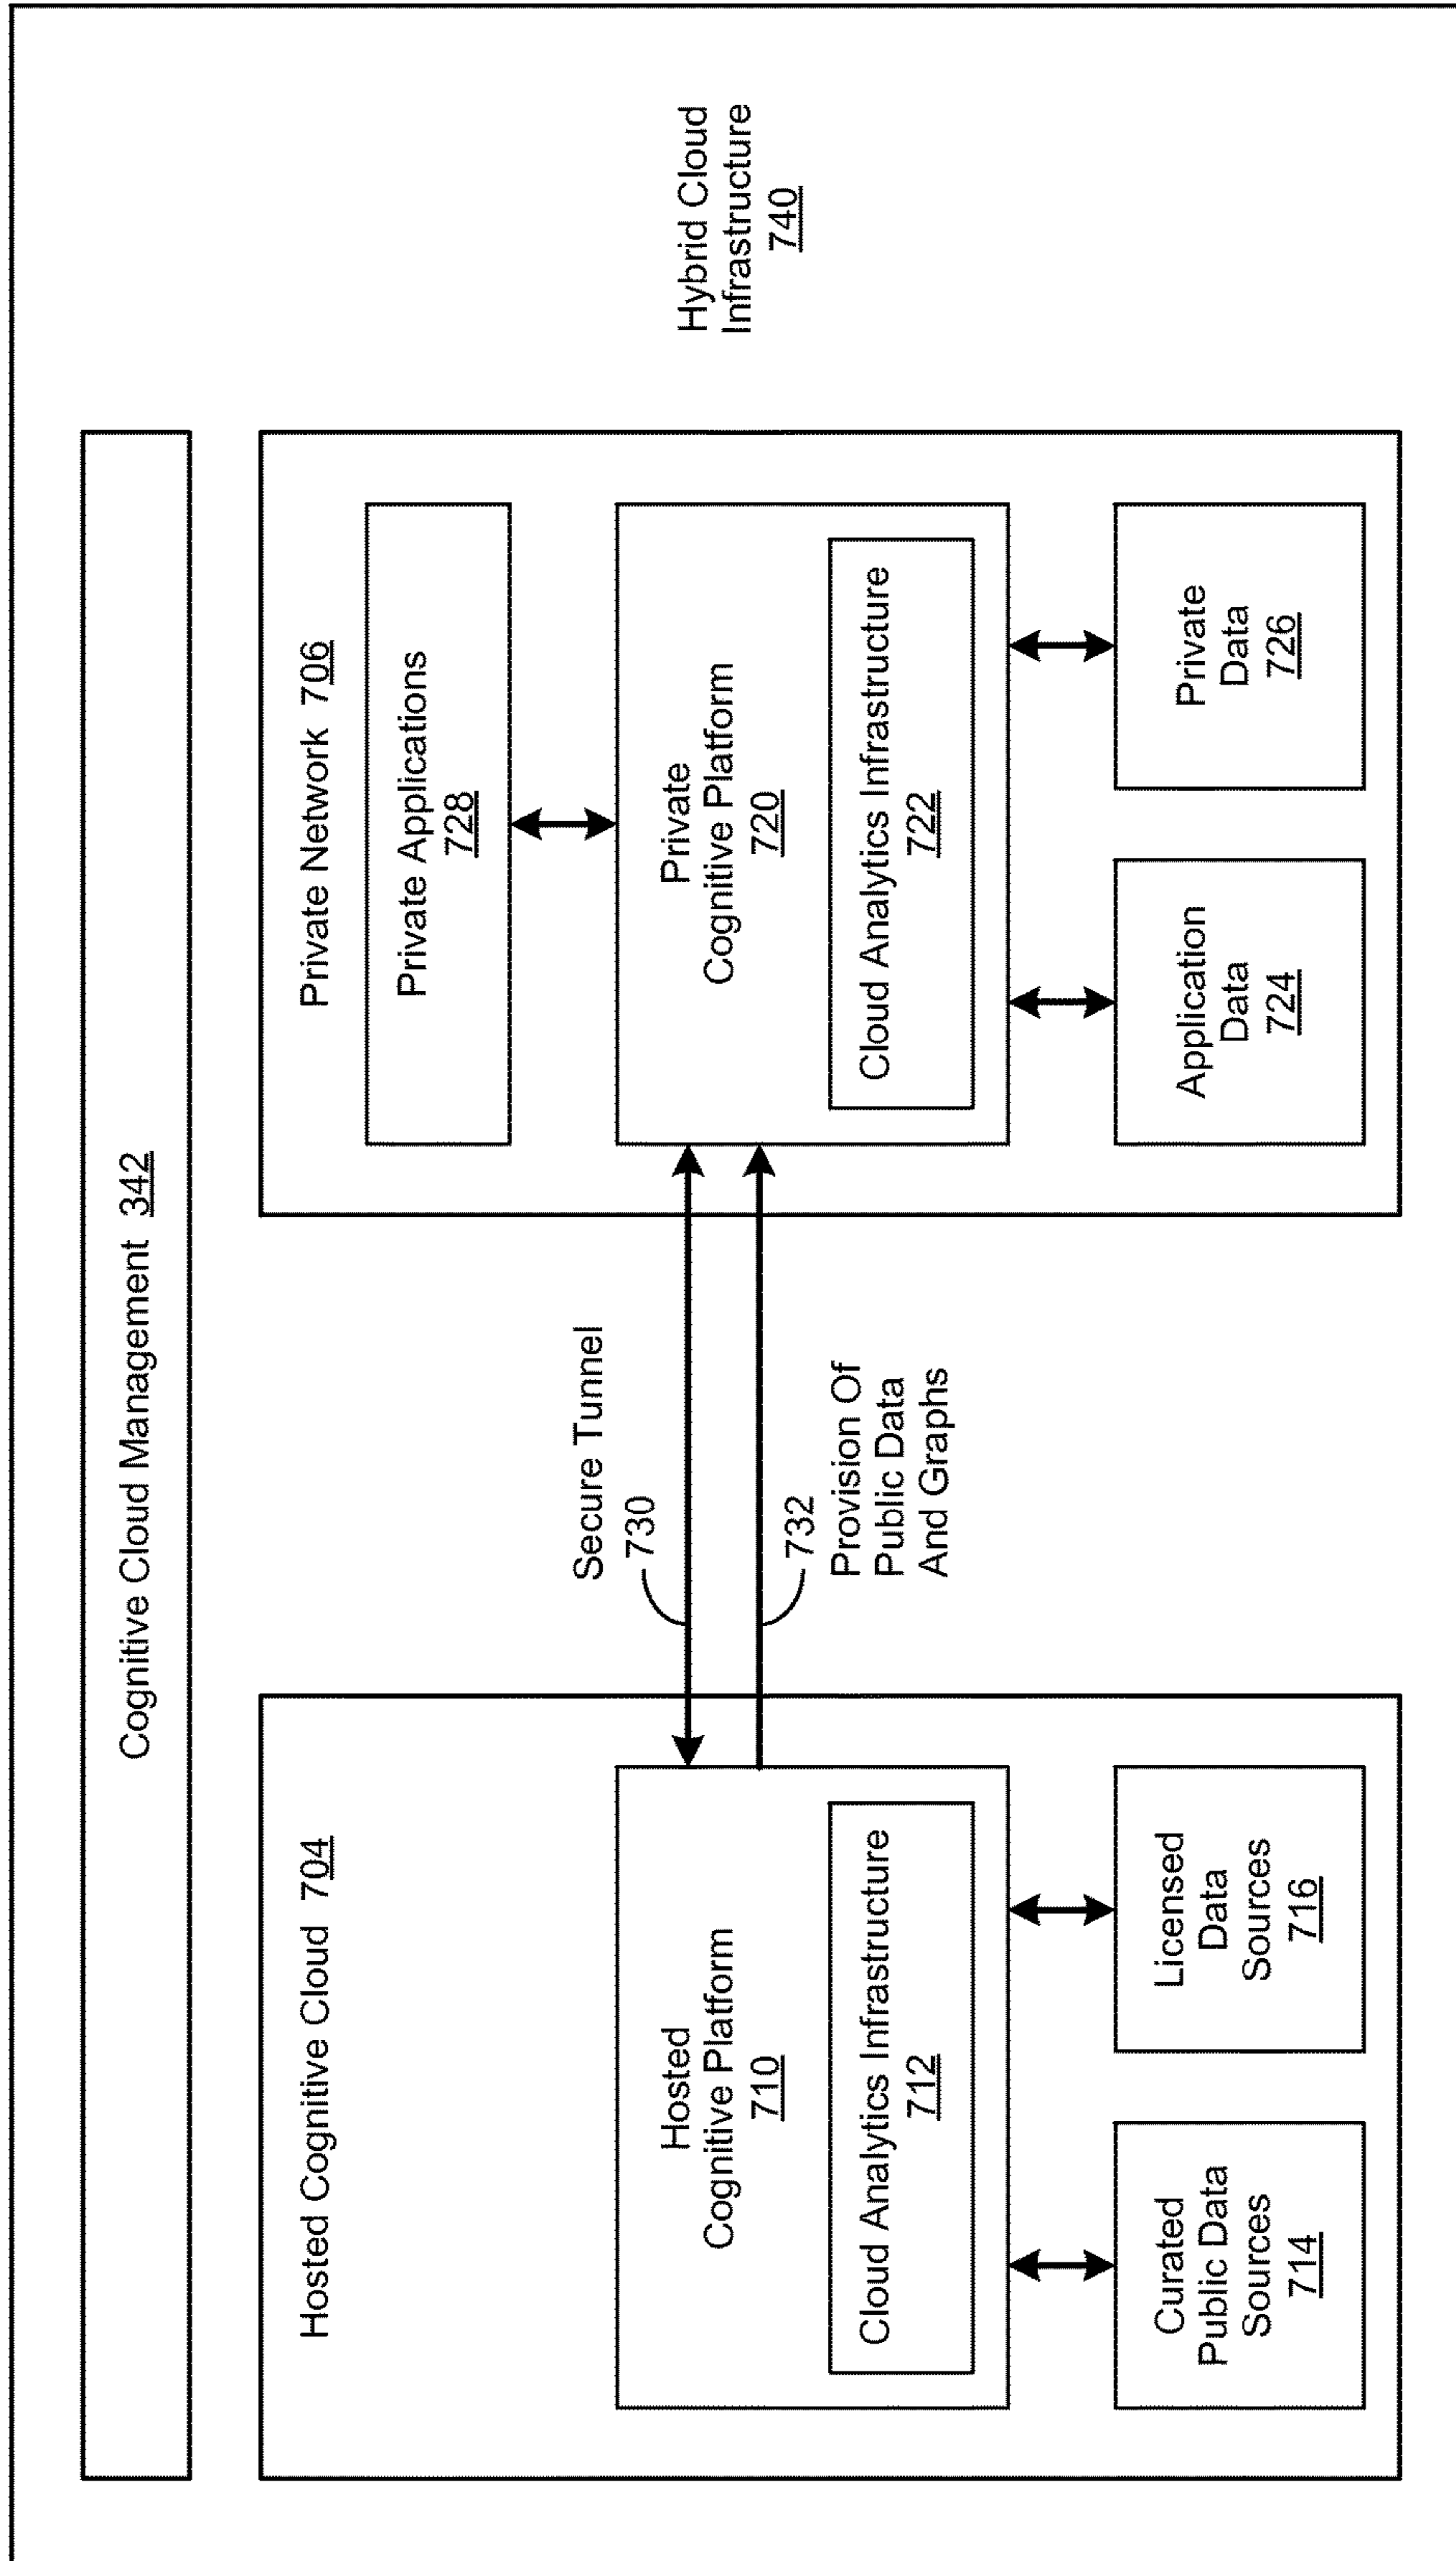 Cognitive Cloud Management 342
Hosted Cognitive Cloud 704
Hosted
Cognitive Platform
710
Cloud Analytics Infrastructure
712
Curated
Public Data
Sources
714
Licensed
Data
Sources
716
Secure Tunnel
730
732
Provision Of
Public Data
And Graphs
Private Network 706
Private Applications
728
Private
Cognitive Platform
720
Cloud Analytics Infrastructure
722
Application
Data
724
Private
Data
726
Hybrid Cloud
Infrastructure
740